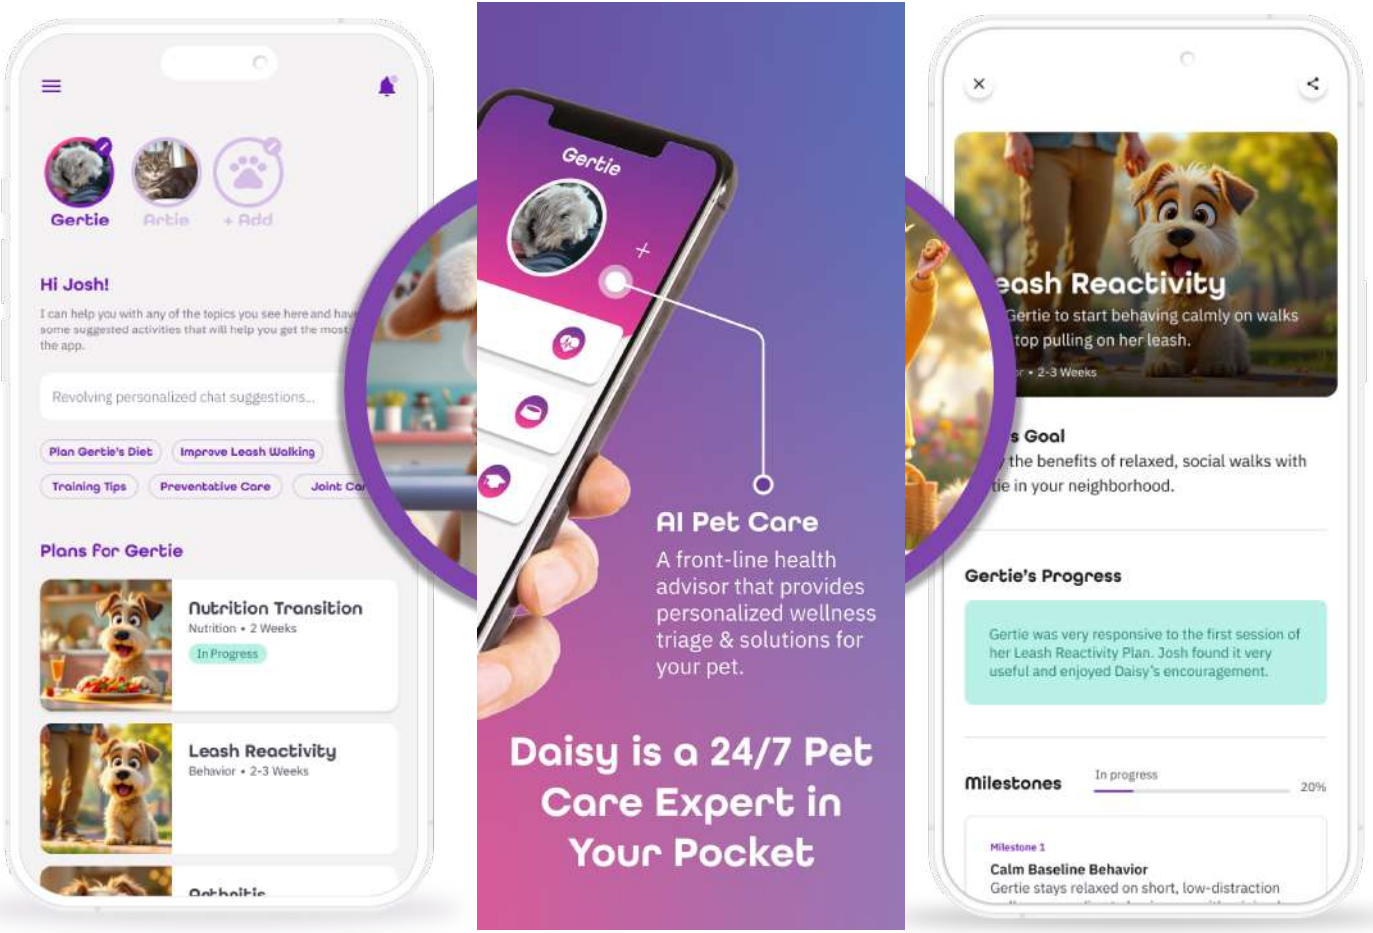 Gertie
Artie
+ Add
Hi Josh!
I can help you with any of the topics you see here and have
some suggested activities that will help you get the most
the app.
Revolving personalized chat suggestions...
Plan Gertie's Diet
Improve Leash Walking
Training Tips
Preventative Care
Joint
Plans for Gertie
Nutrition Transition
Nutrition • 2 Weeks
In Progress
Leash Reactivity
Behavior • 2-3 Weeks
Arthritis
Gertie
AI Pet Care
A front-line health
advisor that provides
personalized wellness
triage & solutions for
your pet.
Daisy is a 24/7 Pet
Care Expert in
Your Pocket
Reactivity
Gertie to start behaving calmly on walks
top pulling on her leash.
• 2-3 Weeks
Goal
the benefits of relaxed, social walks with
in your neighborhood.
Gertie's Progress
Gertie was very responsive to the first session of
her Leash Reactivity Plan. Josh found it very
useful and enjoyed Daisy's encouragement.
Milestones
In progress
20%
Milestone 1
Calm Baseline Behavior
Gertie stays relaxed on short, low-distraction